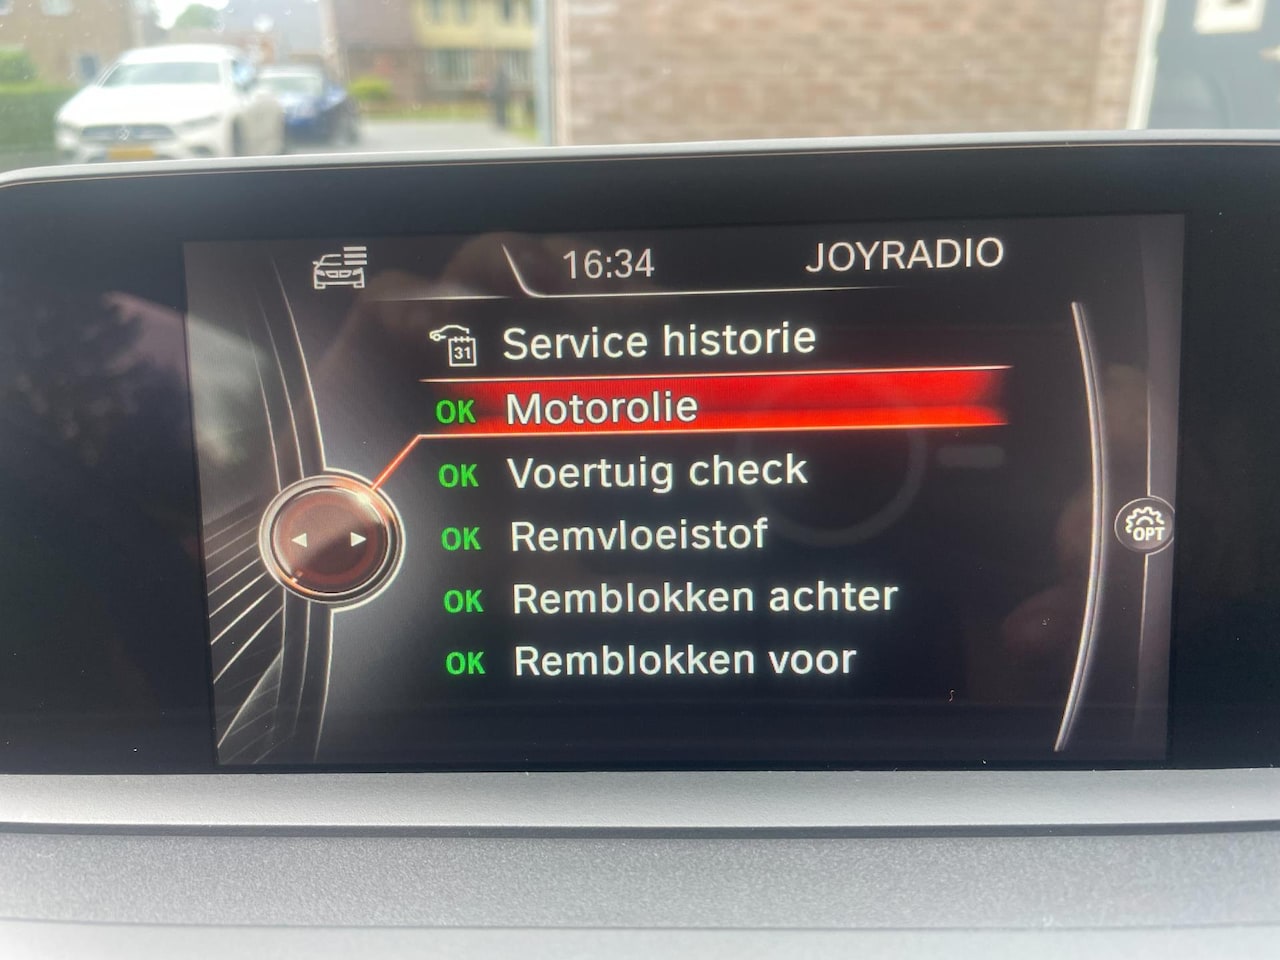 16:34 JOYRADIO
31 Service historie
OK Motorolie
OK Voertuig check
OK Remvloeistof
OK Remblokken achter
OK Remblokken voor
OPT